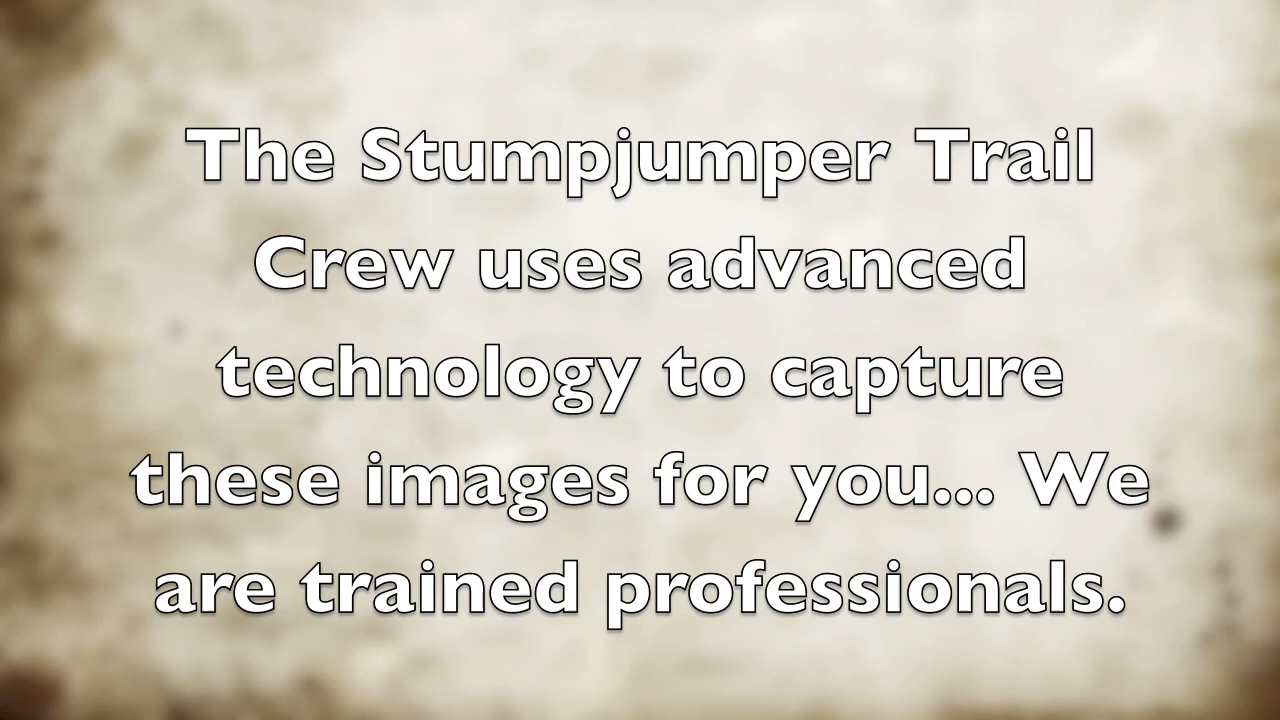 The Stumpjumper Trail
Crew uses advanced
technology to capture
these images for you... We
are trained professionals.